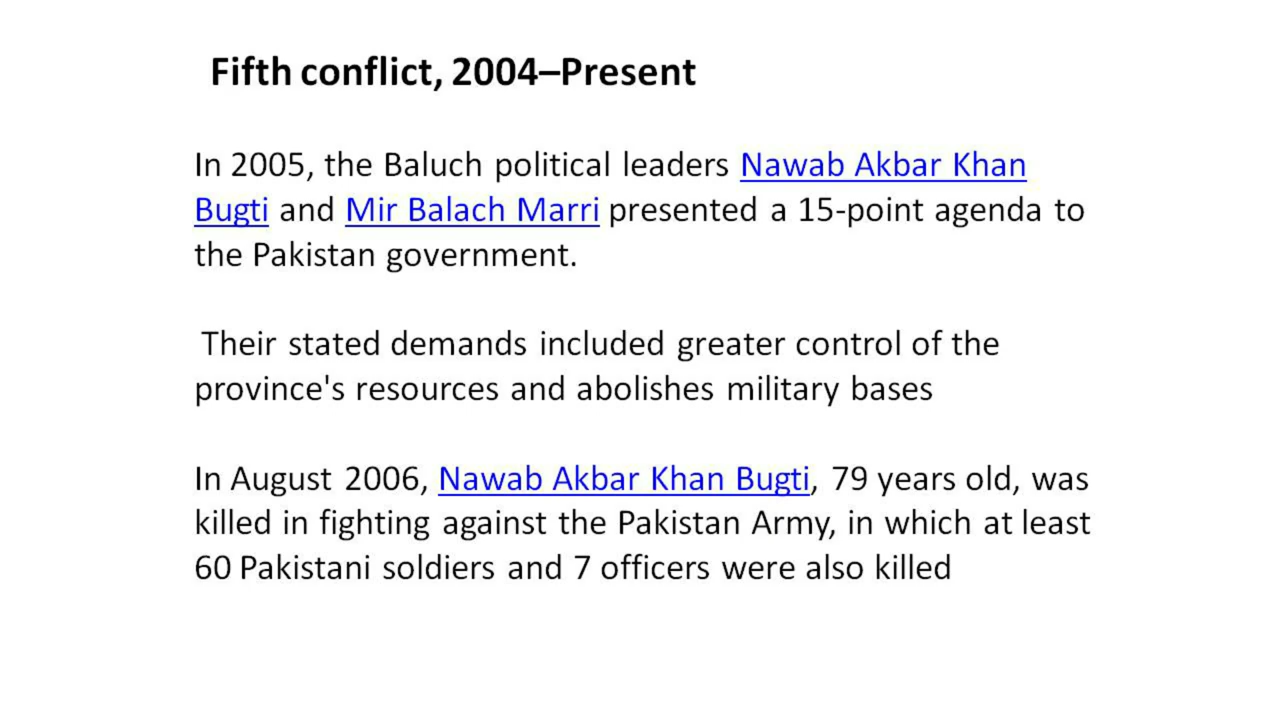 Fifth conflict, 2004–Present
In 2005, the Baluch political leaders Nawab Akbar Khan
Bugti and Mir Balach Marri presented a 15-point agenda to
the Pakistan government.
Their stated demands included greater control of the
province's resources and abolishes military bases
In August 2006, Nawab Akbar Khan Bugti, 79 years old, was
killed in fighting against the Pakistan Army, in which at least
60 Pakistani soldiers and 7 officers were also killed